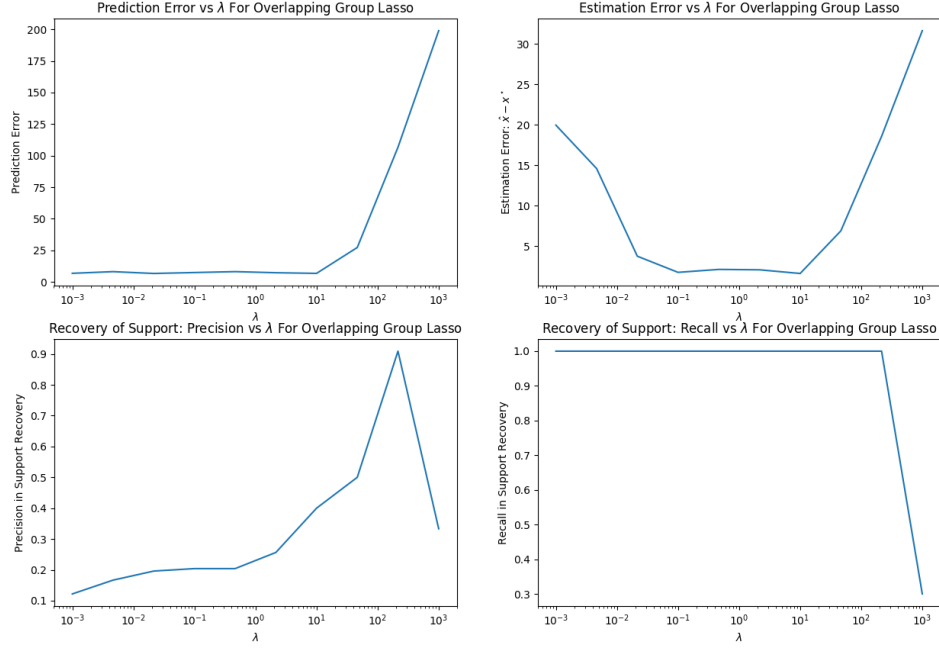 Prediction Error vs λ For Overlapping Group Lasso
Prediction Error
200
175
150
125
100
75
50
25
0
10⁻³ 10⁻² 10⁻¹ 10⁰ 10¹ 10² 10³
λ
Estimation Error vs λ For Overlapping Group Lasso
Estimation Error: x̂ − x*
30
25
20
15
10
5
10⁻³ 10⁻² 10⁻¹ 10⁰ 10¹ 10² 10³
λ
Recovery of Support: Precision vs λ For Overlapping Group Lasso
Precision in Support Recovery
0.9
0.8
0.7
0.6
0.5
0.4
0.3
0.2
0.1
10⁻³ 10⁻² 10⁻¹ 10⁰ 10¹ 10² 10³
λ
Recovery of Support: Recall vs λ For Overlapping Group Lasso
Recall in Support Recovery
1.0
0.9
0.8
0.7
0.6
0.5
0.4
0.3
10⁻³ 10⁻² 10⁻¹ 10⁰ 10¹ 10² 10³
λ